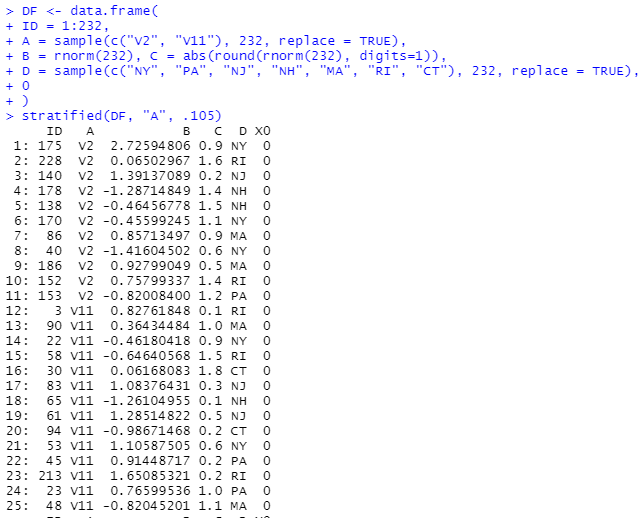 > DF <- data.frame(
+ ID = 1:232,
+ A = sample(c("V2", "V11"), 232, replace = TRUE),
+ B = rnorm(232), C = abs(round(rnorm(232), digits=1)),
+ D = sample(c("NY", "PA", "NJ", "NH", "MA", "RI", "CT"), 232, replace = TRUE),
+ 0
+ )
> stratified(DF, "A", .105)
ID A B C D X0
1: 175 V2 2.72594806 0.9 NY 0
2: 228 V2 0.06502967 1.6 RI 0
3: 140 V2 1.39137089 0.2 NJ 0
4: 178 V2 -1.28714849 1.4 NH 0
5: 138 V2 -0.46456778 1.5 NH 0
6: 170 V2 -0.45599245 1.1 NY 0
7: 86 V2 0.85713497 0.9 MA 0
8: 40 V2 -1.41604502 0.6 NY 0
9: 186 V2 0.92799049 0.5 MA 0
10: 152 V2 0.75799337 1.4 RI 0
11: 153 V2 -0.82008400 1.2 PA 0
12: 3 V11 0.82761848 0.1 RI 0
13: 90 V11 0.36434484 1.0 MA 0
14: 22 V11 -0.46180418 0.9 NY 0
15: 58 V11 -0.64640568 1.5 RI 0
16: 30 V11 0.06168083 1.8 CT 0
17: 83 V11 1.08376431 0.3 NJ 0
18: 65 V11 -1.26104955 0.1 NH 0
19: 61 V11 1.28514822 0.5 NJ 0
20: 94 V11 -0.98671468 0.2 CT 0
21: 53 V11 1.10587505 0.6 NY 0
22: 45 V11 0.91448717 0.2 PA 0
23: 213 V11 1.65085321 0.2 RI 0
24: 23 V11 0.76599536 1.0 PA 0
25: 48 V11 -0.82045201 1.1 MA 0